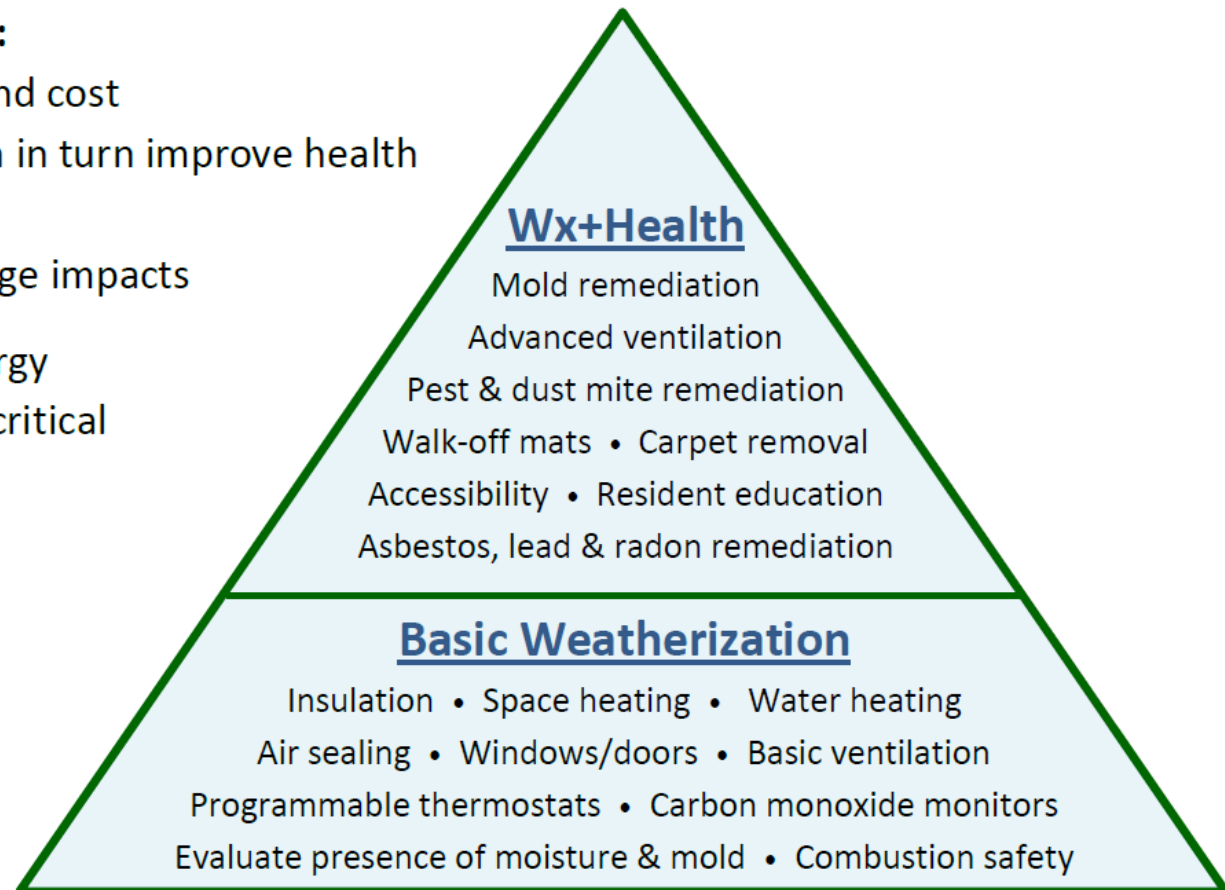 :
nd cost
in turn improve health
ge impacts
rgy
critical
Wx+Health
Mold remediation
Advanced ventilation
Pest & dust mite remediation
Walk-off mats • Carpet removal
Accessibility • Resident education
Asbestos, lead & radon remediation
Basic Weatherization
Insulation • Space heating • Water heating
Air sealing • Windows/doors • Basic ventilation
Programmable thermostats • Carbon monoxide monitors
Evaluate presence of moisture & mold • Combustion safety